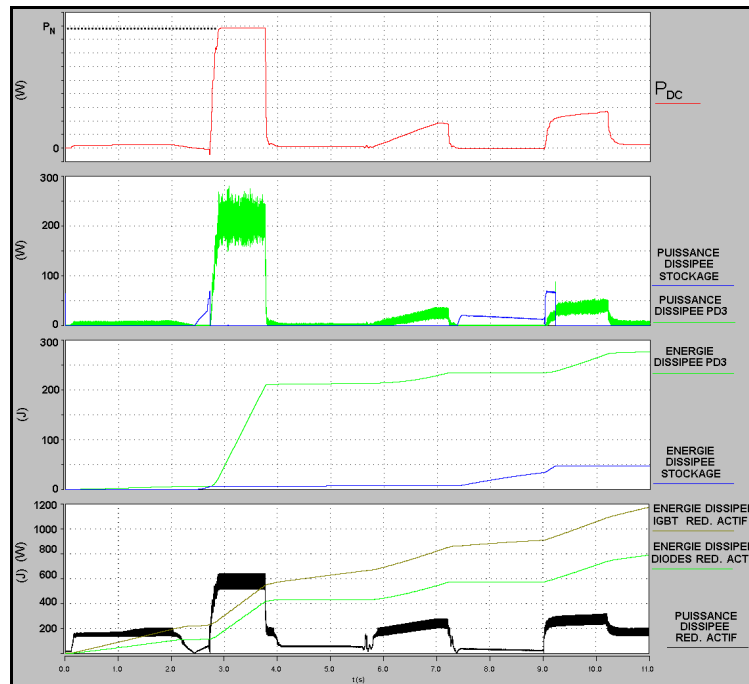 P_N
(W)
0
P_DC
300
200
100
0
(W)
PUISSANCE
DISSIPEE
STOCKAGE
PUISSANCE
DISSIPEE PD3
300
200
100
0
(J)
ENERGIE
DISSIPEE PD3
ENERGIE
DISSIPEE
STOCKAGE
1200
1000
800
600
400
200
(J) (W)
ENERGIE DISSIPEE
IGBT RED. ACTIF
ENERGIE DISSIPEE
DIODES RED. ACT
PUISSANCE
DISSIPEE
RED. ACTIF
0.0 1.0 2.0 3.0 4.0 5.0 6.0 7.0 8.0 9.0 10.0 11.0
t(s)